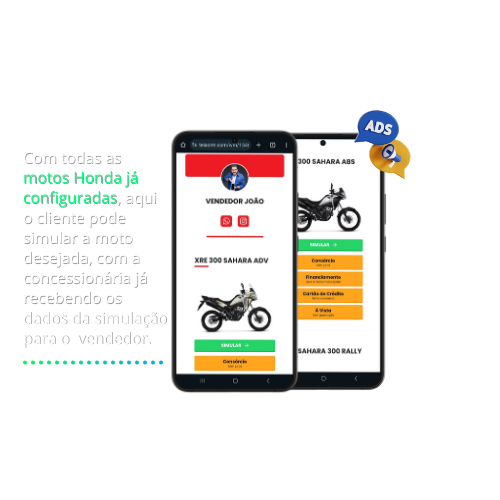 Com todas as
motos Honda já
configuradas, aqui
o cliente pode
simular a moto
desejada, com a
concessionária já
recebendo os
dados da simulação
para o vendedor.
VENDEDOR JOÃO
XRE 300 SAHARA ADV
SIMULAR →
Consórcio
ADS
300 SAHARA ABS
SIMULAR →
Consórcio
Financiamento
Cartão de Crédito
À Vista
SAHARA 300 RALLY